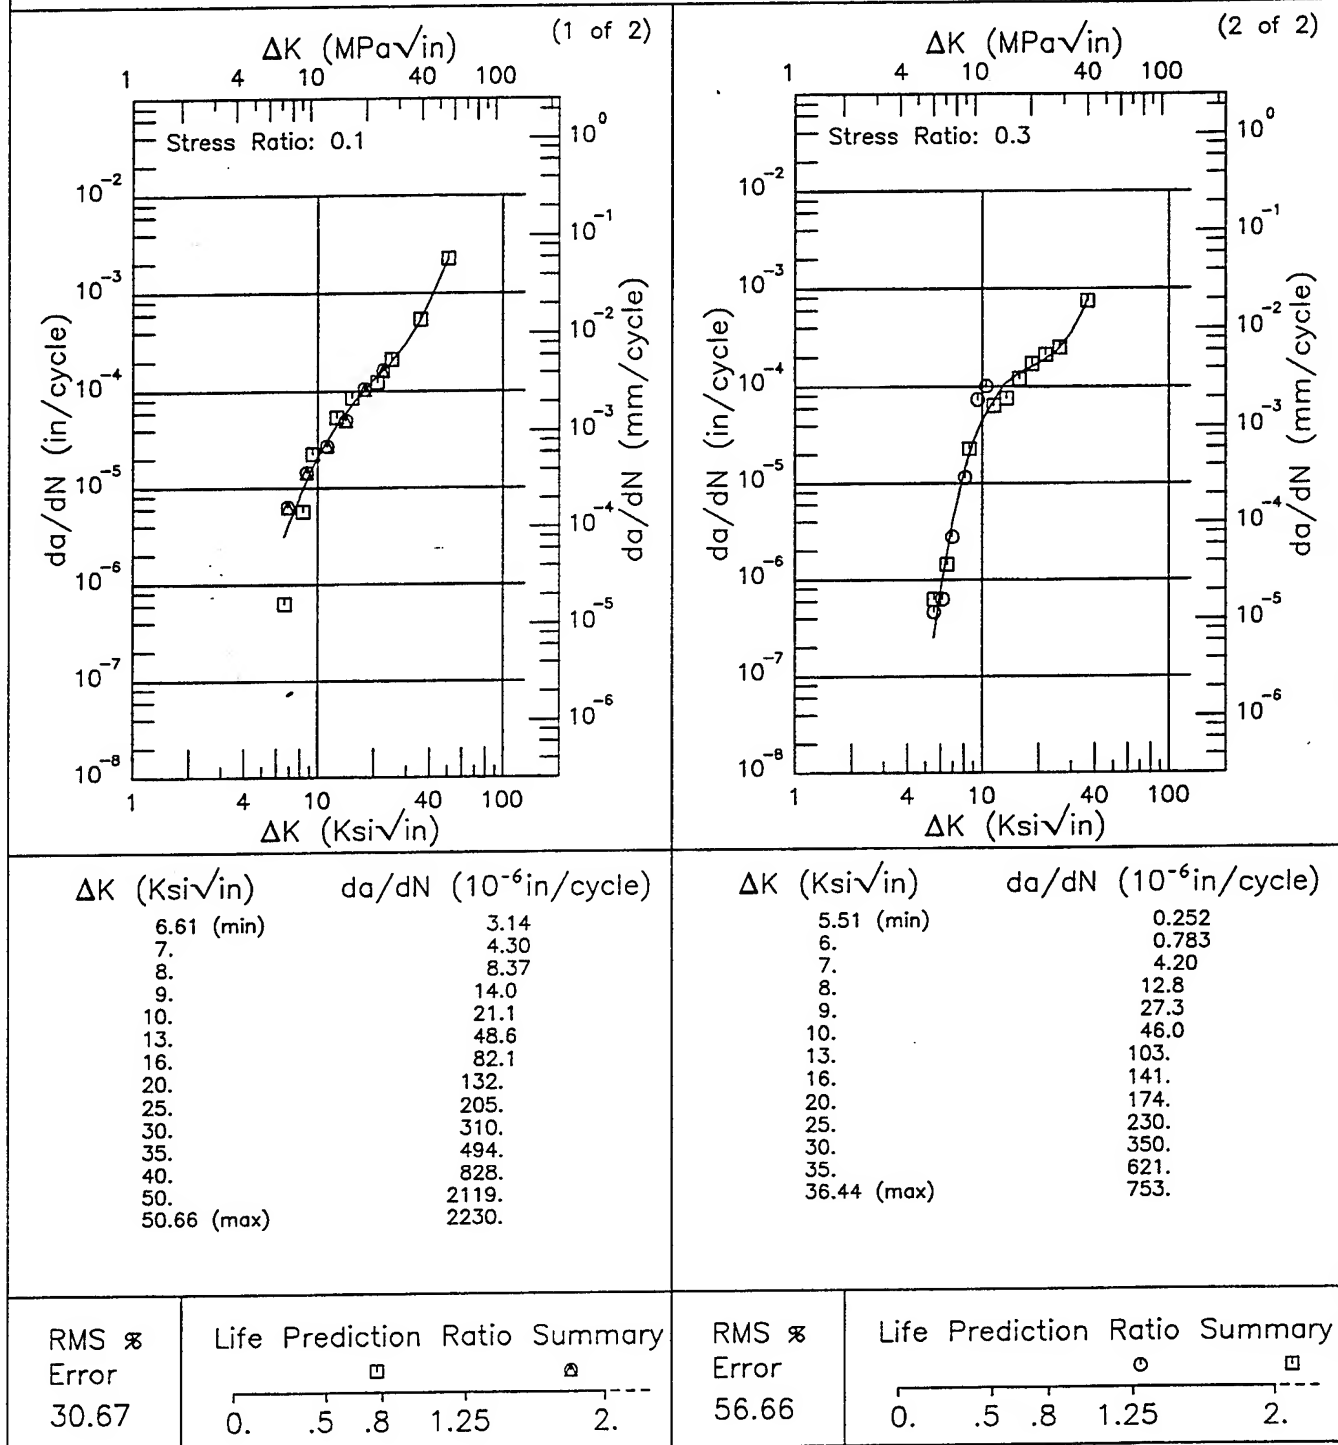 (1 of 2)
ΔK (MPa√in)
1 4 10 40 100
Stress Ratio: 0.1
10⁻²
10⁻³
10⁻⁴
10⁻⁵
10⁻⁶
10⁻⁷
10⁻⁸
da/dN (in/cycle)
10⁰
10⁻¹
10⁻²
10⁻³
10⁻⁴
10⁻⁵
10⁻⁶
da/dN (mm/cycle)
1 4 10 40 100
ΔK (Ksi√in)
(2 of 2)
ΔK (MPa√in)
1 4 10 40 100
Stress Ratio: 0.3
10⁻²
10⁻³
10⁻⁴
10⁻⁵
10⁻⁶
10⁻⁷
10⁻⁸
da/dN (in/cycle)
10⁰
10⁻¹
10⁻²
10⁻³
10⁻⁴
10⁻⁵
10⁻⁶
da/dN (mm/cycle)
1 4 10 40 100
ΔK (Ksi√in)
ΔK (Ksi√in) da/dN (10⁻⁶in/cycle)
6.61 (min) 3.14
7. 4.30
8. 8.37
9. 14.0
10. 21.1
13. 48.6
16. 82.1
20. 132.
25. 205.
30. 310.
35. 494.
40. 828.
50. 2119.
50.66 (max) 2230.
ΔK (Ksi√in) da/dN (10⁻⁶in/cycle)
5.51 (min) 0.252
6. 0.783
7. 4.20
8. 12.8
9. 27.3
10. 46.0
13. 103.
16. 141.
20. 174.
25. 230.
30. 350.
35. 621.
36.44 (max) 753.
RMS %
Error
30.67
Life Prediction Ratio Summary
0. .5 .8 1.25 2.
RMS %
Error
56.66
Life Prediction Ratio Summary
0. .5 .8 1.25 2.